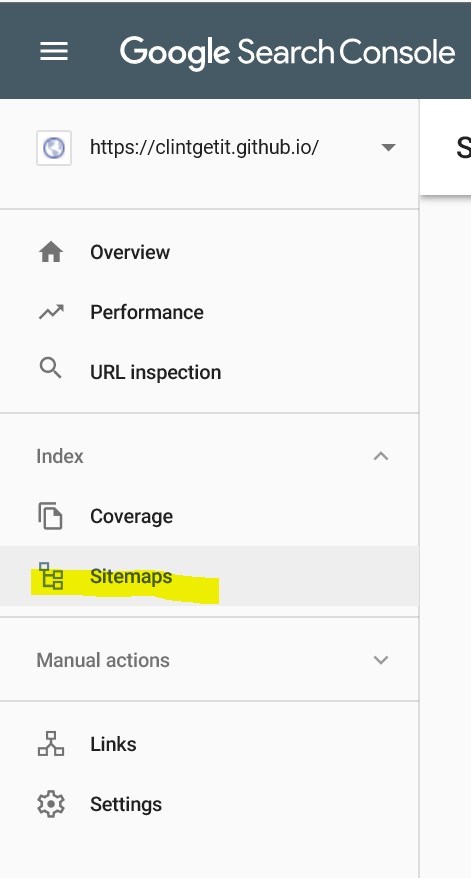 Google Search Console
https://clintgetit.github.io/
S
Overview
Performance
URL inspection
Index
Coverage
Sitemaps
Manual actions
Links
Settings